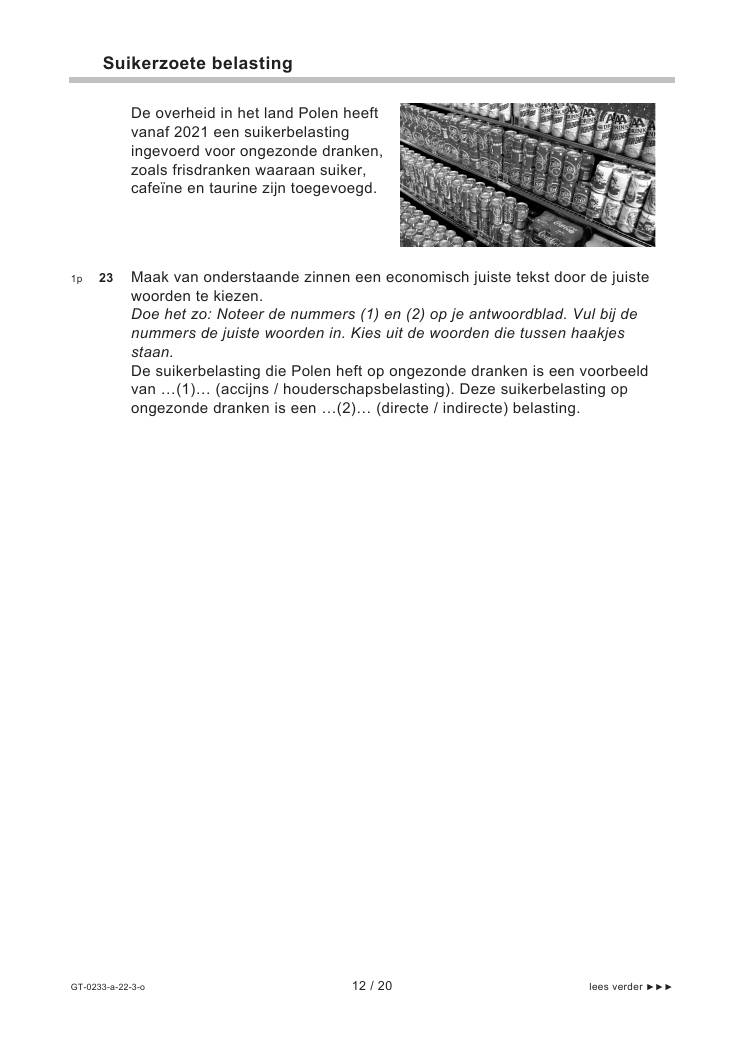 Suikerzoete belasting
De overheid in het land Polen heeft
vanaf 2021 een suikerbelasting
ingevoerd voor ongezonde dranken,
zoals frisdranken waaraan suiker,
cafeïne en taurine zijn toegevoegd.
1p 23 Maak van onderstaande zinnen een economisch juiste tekst door de juiste
woorden te kiezen.
Doe het zo: Noteer de nummers (1) en (2) op je antwoordblad. Vul bij de
nummers de juiste woorden in. Kies uit de woorden die tussen haakjes
staan.
De suikerbelasting die Polen heft op ongezonde dranken is een voorbeeld
van …(1)… (accijns / houderschapsbelasting). Deze suikerbelasting op
ongezonde dranken is een …(2)… (directe / indirecte) belasting.
GT-0233-a-22-3-o 12 / 20 lees verder ►►►